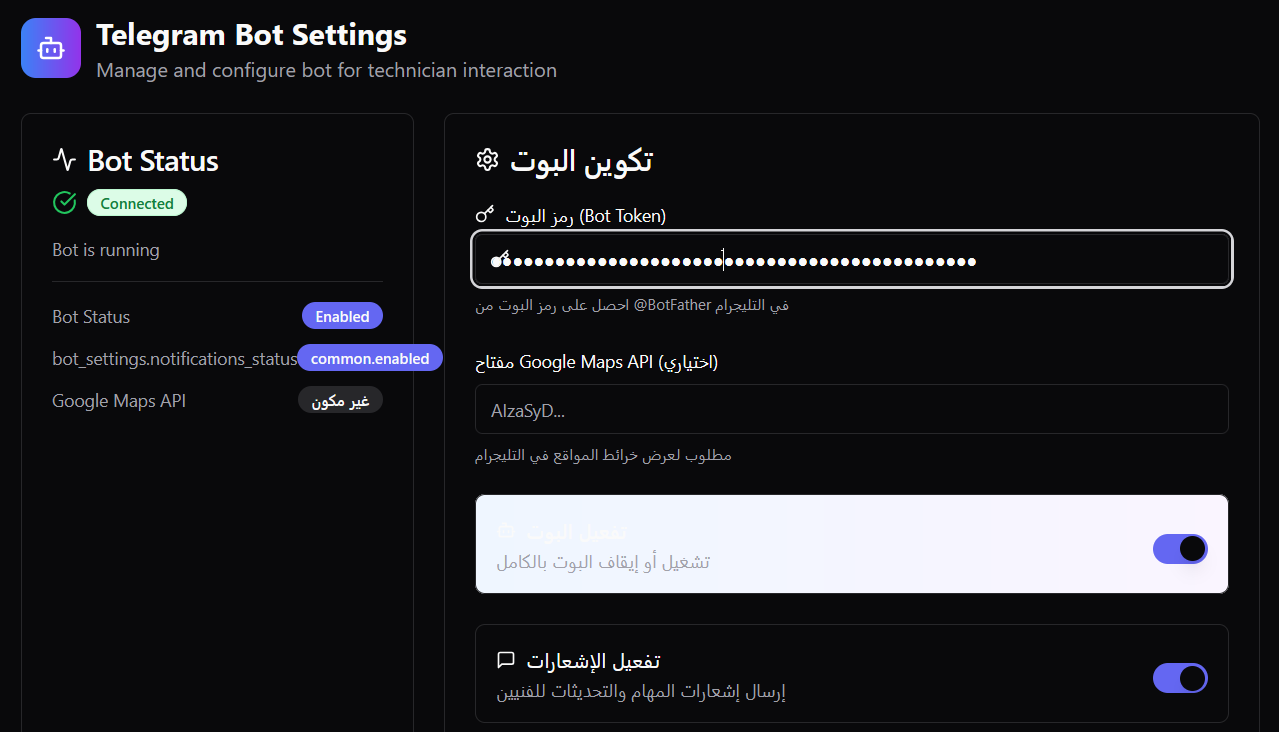 Telegram Bot Settings
Manage and configure bot for technician interaction
Bot Status
Connected
Bot is running
Bot Status
Enabled
bot_settings.notifications_status
common.enabled
Google Maps API
غير مكون
تكوين البوت
رمز البوت (Bot Token)
احصل على رمز البوت من @BotFather في التليجرام
مفتاح Google Maps API (اختياري)
AIzaSyD...
مطلوب لعرض خرائط المواقع في التليجرام
تفعيل البوت
تشغيل أو إيقاف البوت بالكامل
تفعيل الإشعارات
إرسال إشعارات المهام والتحديثات للفنيين